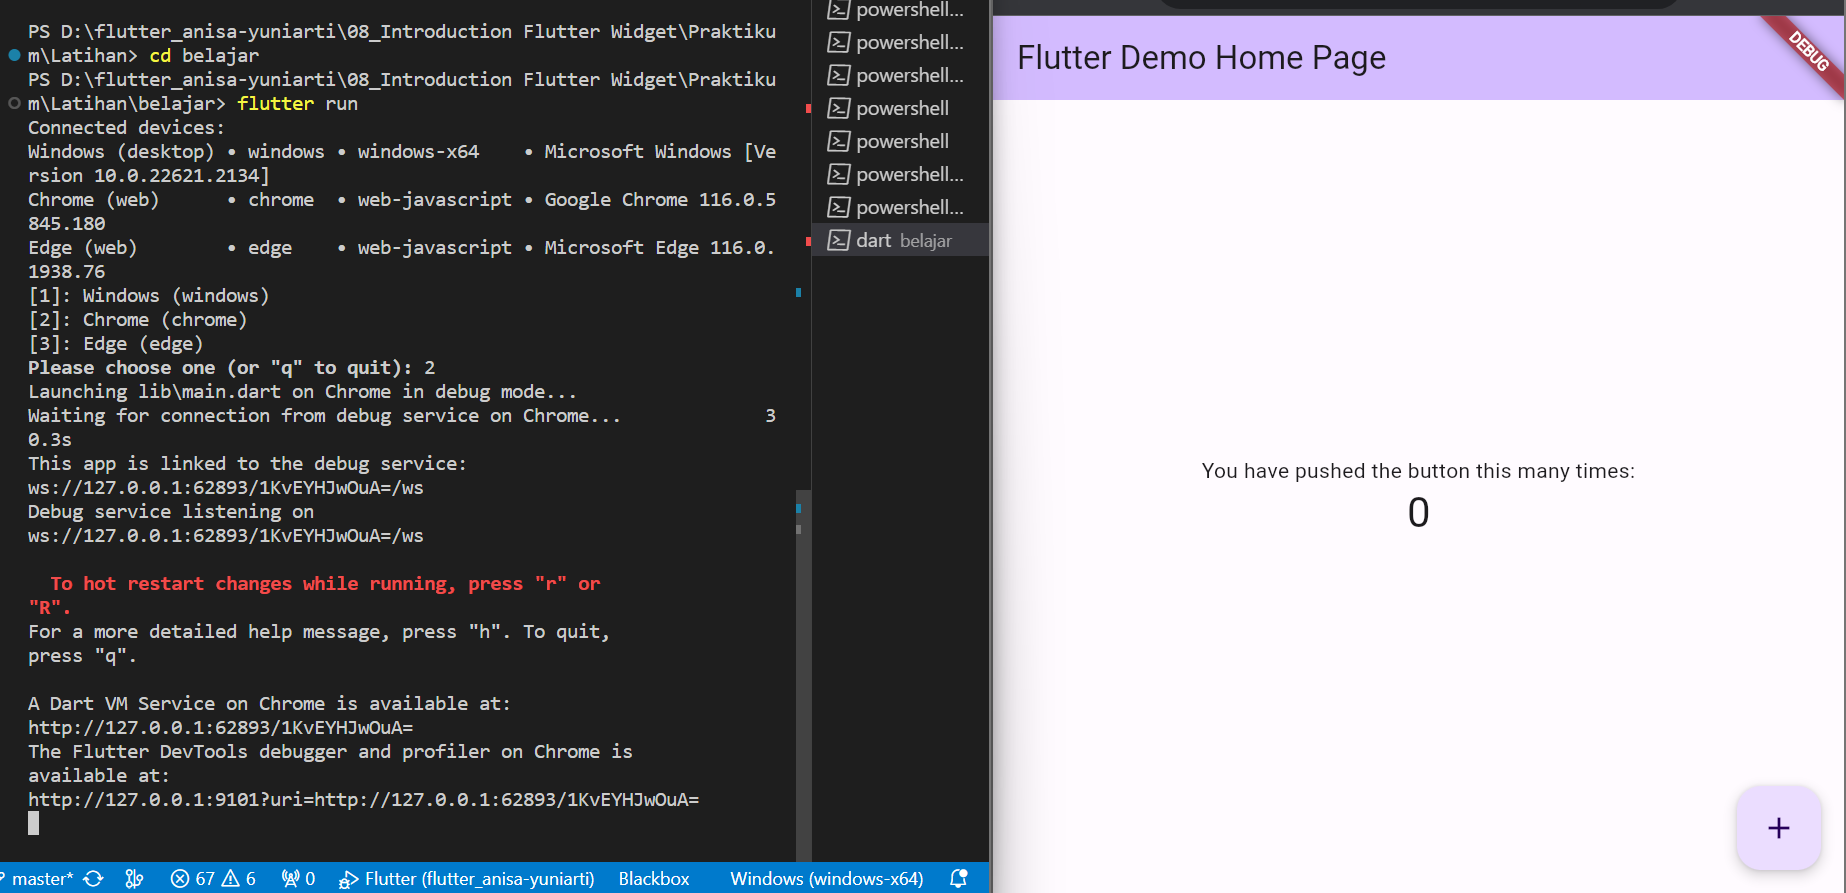 PS D:\flutter_anisa-yuniarti\08_Introduction Flutter Widget\Praktiku
m\Latihan> cd belajar
PS D:\flutter_anisa-yuniarti\08_Introduction Flutter Widget\Praktiku
m\Latihan\belajar> flutter run
Connected devices:
Windows (desktop) • windows • windows-x64    • Microsoft Windows [Ve
rsion 10.0.22621.2134]
Chrome (web)      • chrome  • web-javascript • Google Chrome 116.0.5
845.180
Edge (web)        • edge    • web-javascript • Microsoft Edge 116.0.
1938.76
[1]: Windows (windows)
[2]: Chrome (chrome)
[3]: Edge (edge)
Please choose one (or "q" to quit): 2
Launching lib\main.dart on Chrome in debug mode...
Waiting for connection from debug service on Chrome...             3
0.3s
This app is linked to the debug service:
ws://127.0.0.1:62893/1KvEYHJwOuA=/ws
Debug service listening on
ws://127.0.0.1:62893/1KvEYHJwOuA=/ws
To hot restart changes while running, press "r" or
"R".
For a more detailed help message, press "h". To quit,
press "q".
A Dart VM Service on Chrome is available at:
http://127.0.0.1:62893/1KvEYHJwOuA=
The Flutter DevTools debugger and profiler on Chrome is
available at:
http://127.0.0.1:9101?uri=http://127.0.0.1:62893/1KvEYHJwOuA=
powershell...
powershell...
powershell...
powershell
powershell
powershell...
powershell...
dart belajar
master* 67 6 0 Flutter (flutter_anisa-yuniarti) Blackbox Windows (windows-x64)
Flutter Demo Home Page
DEBUG
You have pushed the button this many times:
0
+